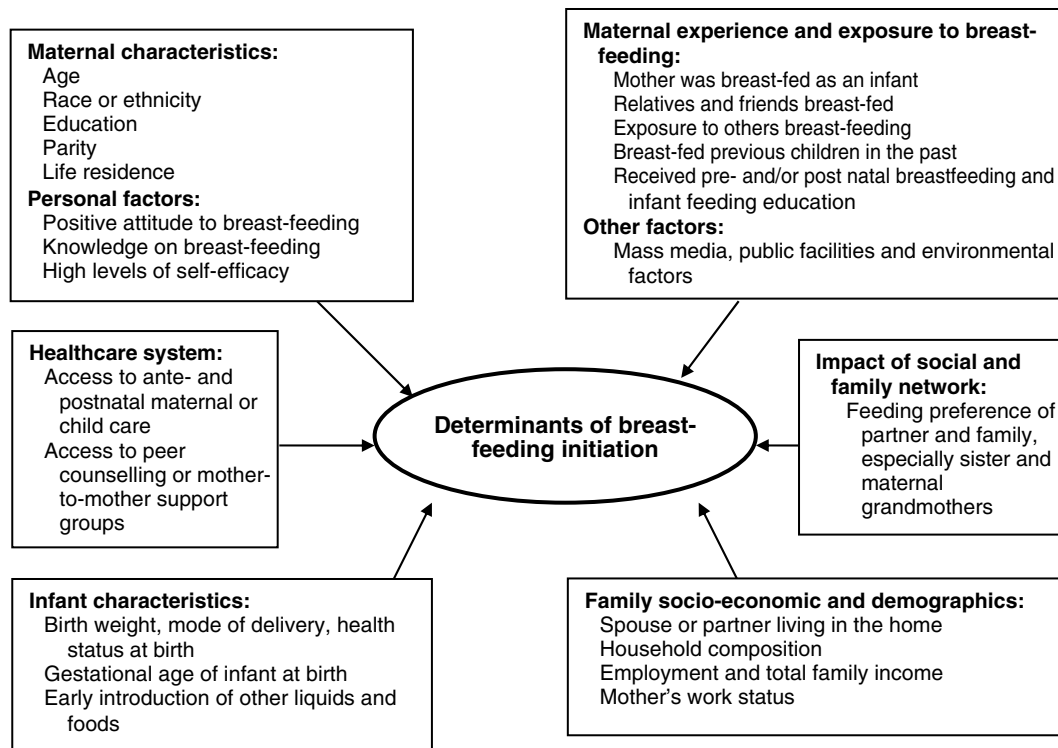 Maternal characteristics:
Age
Race or ethnicity
Education
Parity
Life residence
Personal factors:
Positive attitude to breast-feeding
Knowledge on breast-feeding
High levels of self-efficacy
Maternal experience and exposure to breast-
feeding:
Mother was breast-fed as an infant
Relatives and friends breast-fed
Exposure to others breast-feeding
Breast-fed previous children in the past
Received pre- and/or post natal breastfeeding and
infant feeding education
Other factors:
Mass media, public facilities and environmental
factors
Healthcare system:
Access to ante- and
postnatal maternal or
child care
Access to peer
counselling or mother-
to-mother support
groups
Determinants of breast-
feeding initiation
Impact of social and
family network:
Feeding preference of
partner and family,
especially sister and
maternal
grandmothers
Infant characteristics:
Birth weight, mode of delivery, health
status at birth
Gestational age of infant at birth
Early introduction of other liquids and
foods
Family socio-economic and demographics:
Spouse or partner living in the home
Household composition
Employment and total family income
Mother's work status